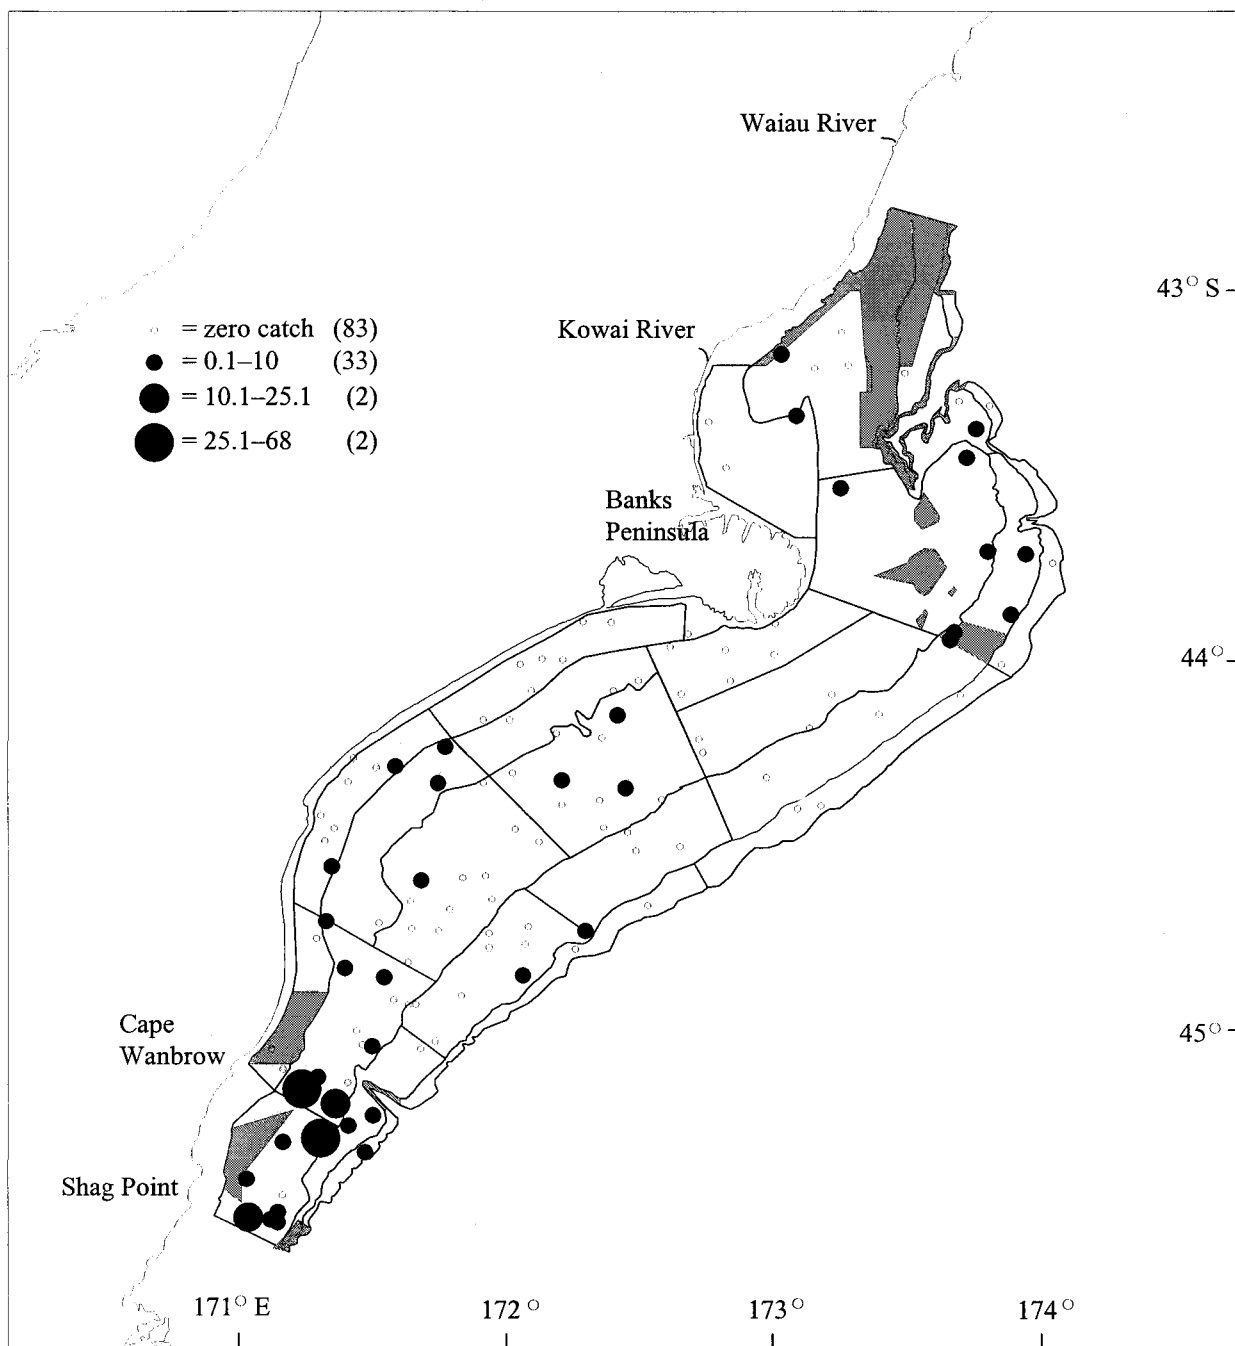 Waiau River
43° S
= zero catch (83)
Kowai River
= 0.1–10 (33)
= 10.1–25.1 (2)
= 25.1–68 (2)
Banks
Peninsula
44°
Cape
Wanbrow
45°
Shag Point
171° E 172° 173° 174°